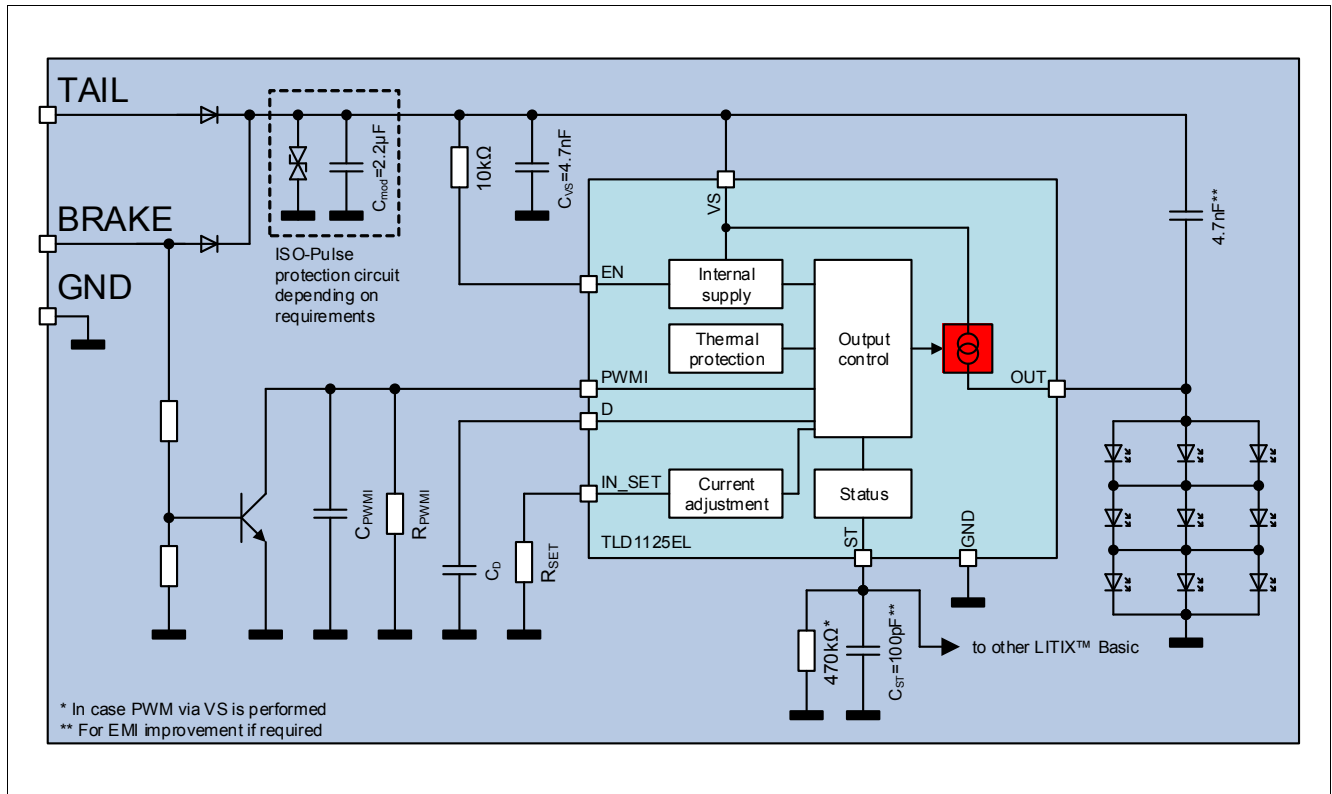 TAIL
BRAKE
GND
C_mod=2.2µF
ISO-Pulse
protection circuit
depending on
requirements
10kΩ
C_VS=4.7nF
4.7nF**
VS
EN
Internal
supply
Thermal
protection
Output
control
PWMI
D
OUT
IN_SET
Current
adjustment
Status
TLD1125EL
ST
GND
C_PWMI
R_PWMI
C_D
R_SET
470kΩ*
C_ST=100pF**
to other LITIX™ Basic
* In case PWM via VS is performed
** For EMI improvement if required